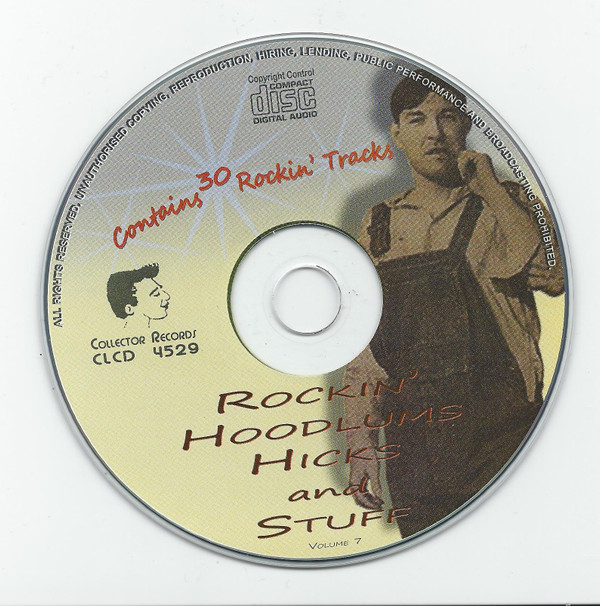 ALL RIGHTS RESERVED. UNAUTHORISED COPYING, REPRODUCTION, HIRING, LENDING, PUBLIC PERFORMANCE AND BROADCASTING PROHIBITED.
Copyright Control
COMPACT
disc
DIGITAL AUDIO
Contains 30 Rockin' Tracks
COLLECTOR RECORDS
CLCD 4529
ROCKIN'
HOODLUMS
HICKS
and
STUFF
VOLUME 7